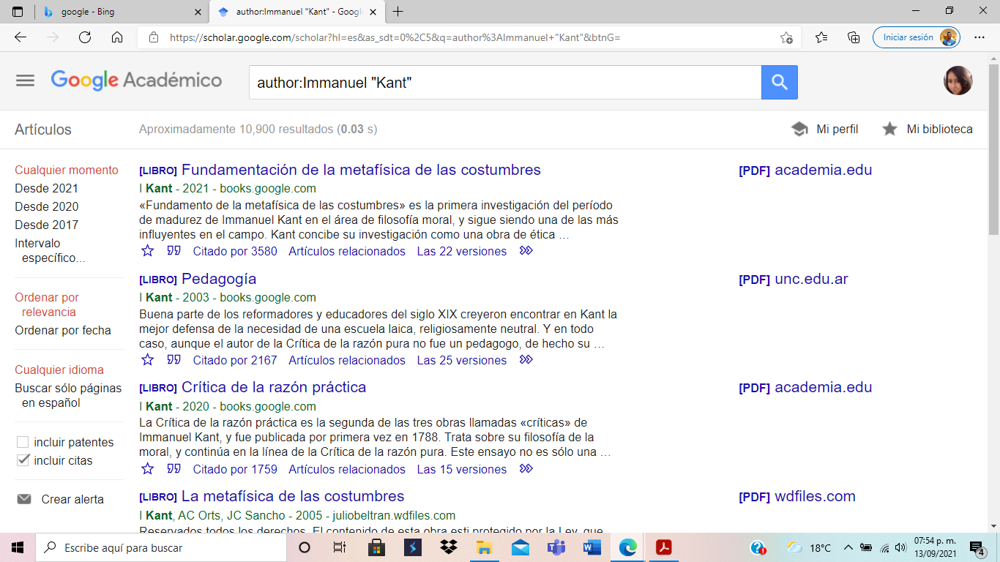 google - Bing
author:Immanuel "Kant" - Googl
https://scholar.google.com/scholar?hl=es&as_sdt=0%2C5&q=author%3AImmanuel+"Kant"&btnG=
Iniciar sesión
Google Académico
author:Immanuel "Kant"
Artículos
Aproximadamente 10,900 resultados (0.03 s)
Mi perfil
Mi biblioteca
Cualquier momento
Desde 2021
Desde 2020
Desde 2017
Intervalo
específico...
Ordenar por
relevancia
Ordenar por fecha
Cualquier idioma
Buscar sólo páginas
en español
incluir patentes
incluir citas
Crear alerta
[LIBRO] Fundamentación de la metafísica de las costumbres
I Kant - 2021 - books.google.com
«Fundamento de la metafísica de las costumbres» es la primera investigación del período
de madurez de Immanuel Kant en el área de filosofía moral, y sigue siendo una de las más
influyentes en el campo. Kant concibe su investigación como una obra de ética …
Citado por 3580 Artículos relacionados Las 22 versiones
[PDF] academia.edu
[LIBRO] Pedagogía
I Kant - 2003 - books.google.com
Buena parte de los reformadores y educadores del siglo XIX creyeron encontrar en Kant la
mejor defensa de la necesidad de una escuela laica, religiosamente neutral. Y en todo
caso, aunque el autor de la Crítica de la razón pura no fue un pedagogo, de hecho su …
Citado por 2167 Artículos relacionados Las 25 versiones
[PDF] unc.edu.ar
[LIBRO] Crítica de la razón práctica
I Kant - 2020 - books.google.com
La Crítica de la razón práctica es la segunda de las tres obras llamadas «críticas» de
Immanuel Kant, y fue publicada por primera vez en 1788. Trata sobre su filosofía de la
moral, y continúa en la línea de la Crítica de la razón pura. Este ensayo no es sólo una …
Citado por 1759 Artículos relacionados Las 15 versiones
[PDF] academia.edu
[LIBRO] La metafísica de las costumbres
I Kant, AC Orts, JC Sancho - 2005 - juliobeltran.wdfiles.com
Reservados todos los derechos. El contenido de esta obra esti protegido por la Ley, que
[PDF] wdfiles.com
Escribe aquí para buscar
18°C
07:54 p. m.
13/09/2021
4